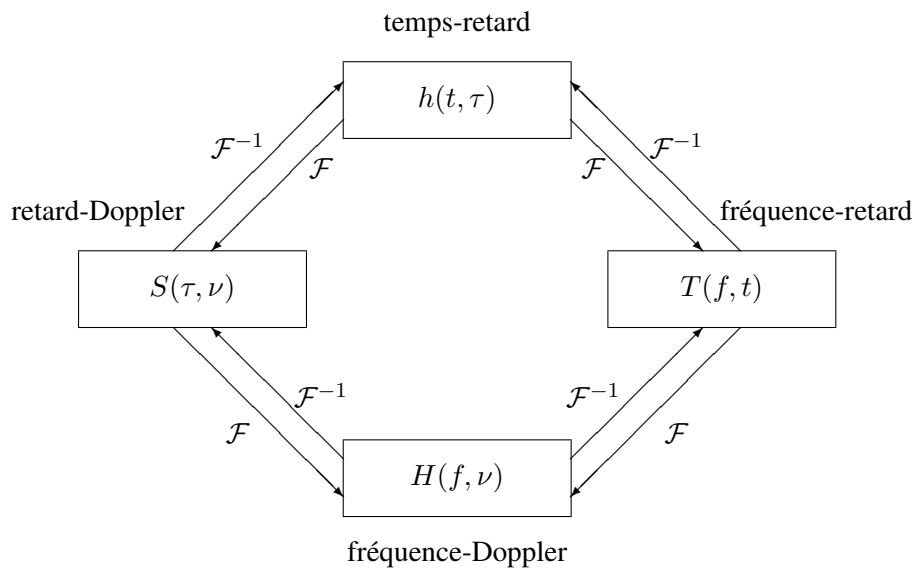 temps-retard
h(t, τ)
𝓕⁻¹
𝓕⁻¹
𝓕
𝓕
retard-Doppler
fréquence-retard
S(τ, ν)
T(f, t)
𝓕⁻¹
𝓕⁻¹
𝓕
𝓕
H(f, ν)
fréquence-Doppler